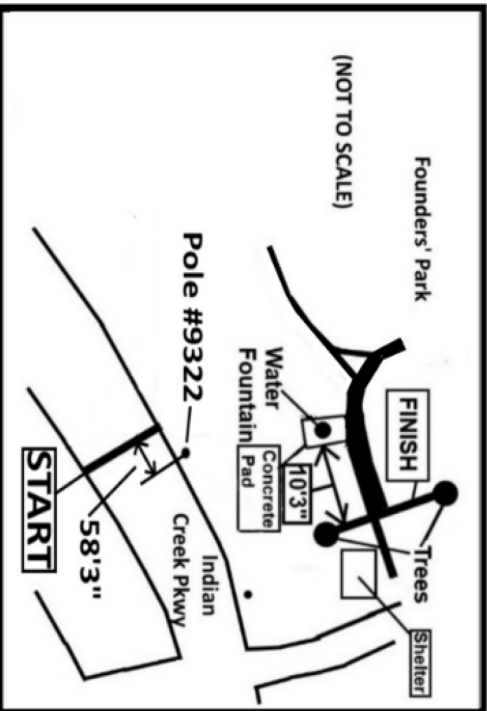 Founders' Park
(NOT TO SCALE)
FINISH
Trees
Shelter
Water
Fountain
Concrete
Pad
10'3"
Pole #9322
Indian
Creek Pkwy
58'3"
START